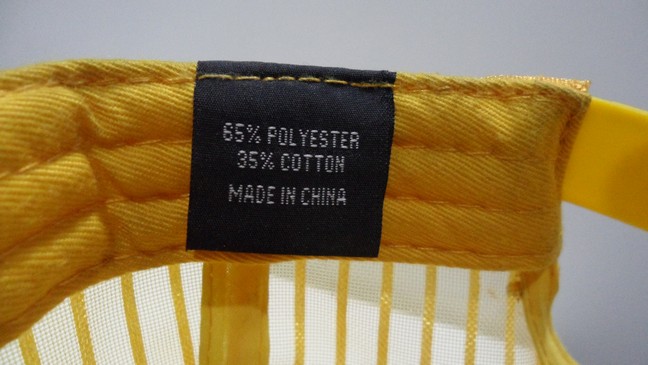 65% POLYESTER
35% COTTON
MADE IN CHINA